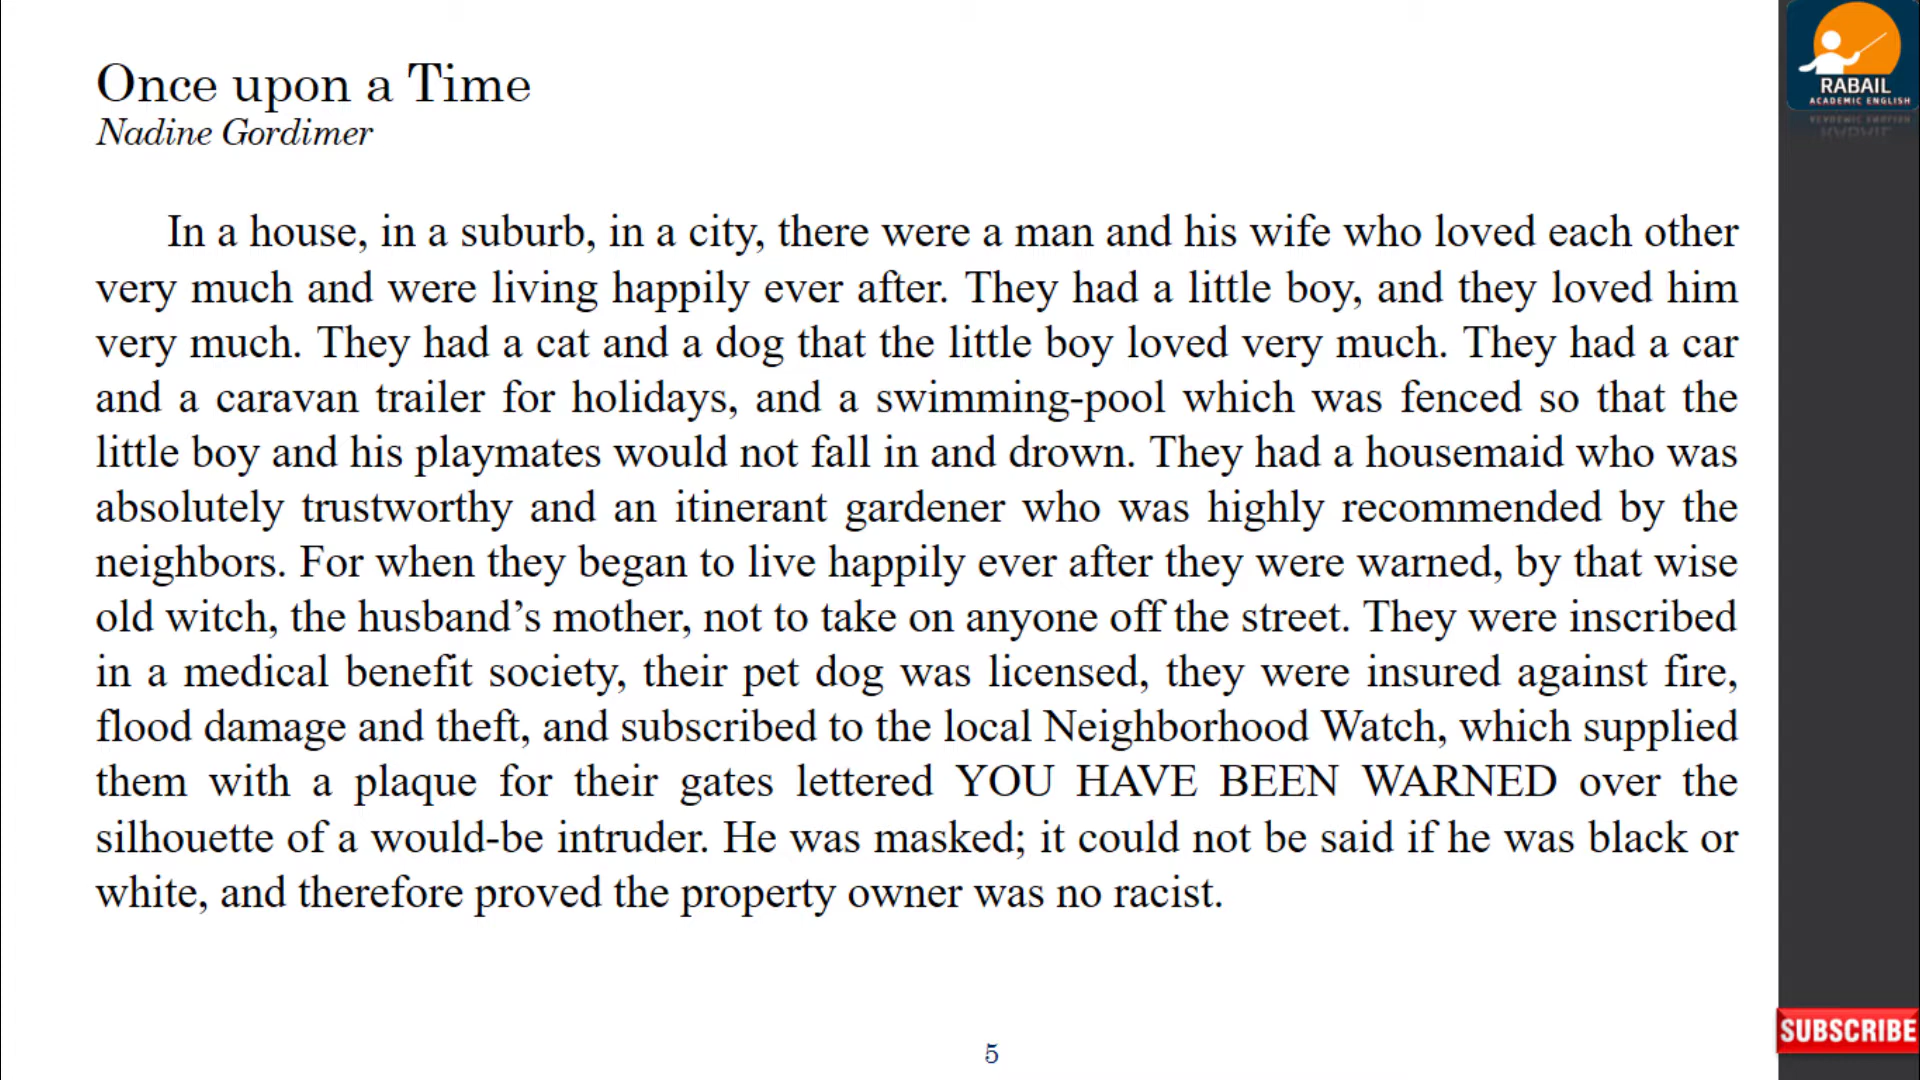 Once upon a Time
Nadine Gordimer
In a house, in a suburb, in a city, there were a man and his wife who loved each other
very much and were living happily ever after. They had a little boy, and they loved him
very much. They had a cat and a dog that the little boy loved very much. They had a car
and a caravan trailer for holidays, and a swimming-pool which was fenced so that the
little boy and his playmates would not fall in and drown. They had a housemaid who was
absolutely trustworthy and an itinerant gardener who was highly recommended by the
neighbors. For when they began to live happily ever after they were warned, by that wise
old witch, the husband’s mother, not to take on anyone off the street. They were inscribed
in a medical benefit society, their pet dog was licensed, they were insured against fire,
flood damage and theft, and subscribed to the local Neighborhood Watch, which supplied
them with a plaque for their gates lettered YOU HAVE BEEN WARNED over the
silhouette of a would-be intruder. He was masked; it could not be said if he was black or
white, and therefore proved the property owner was no racist.
5
RABAIL
ACADEMIC ENGLISH
SUBSCRIBE